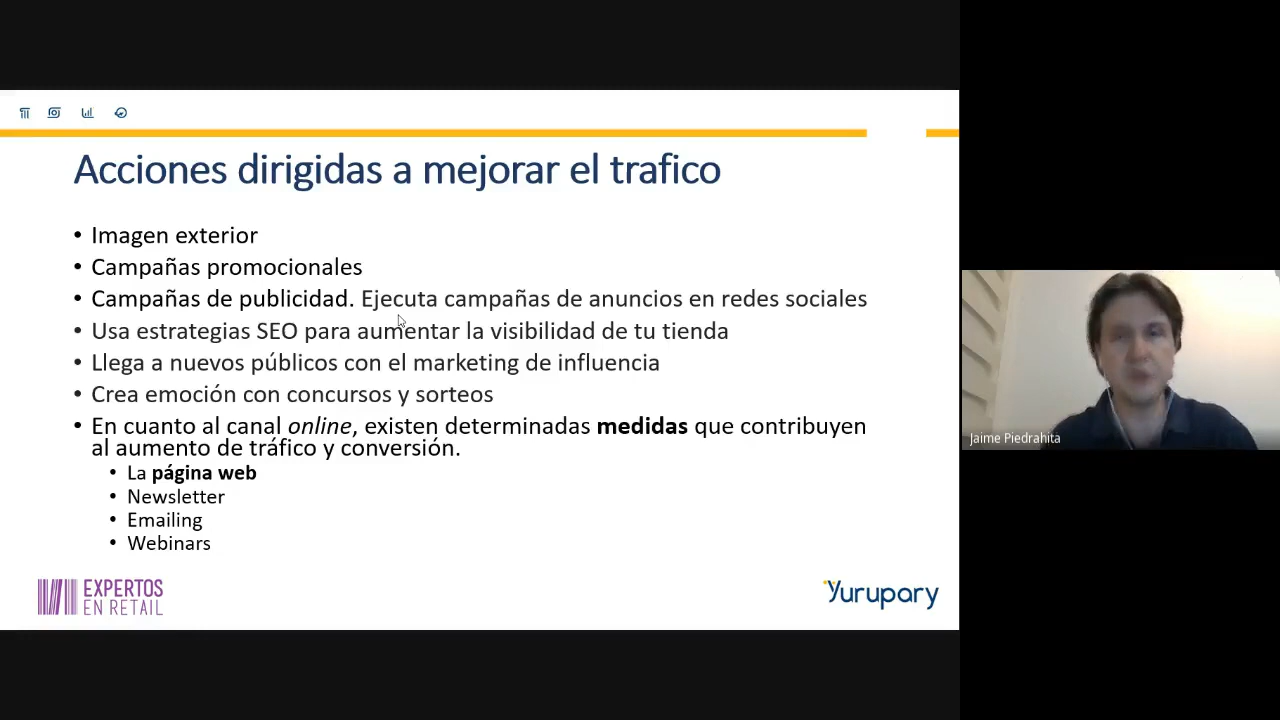 Acciones dirigidas a mejorar el trafico
• Imagen exterior
• Campañas promocionales
• Campañas de publicidad. Ejecuta campañas de anuncios en redes sociales
• Usa estrategias SEO para aumentar la visibilidad de tu tienda
• Llega a nuevos públicos con el marketing de influencia
• Crea emoción con concursos y sorteos
• En cuanto al canal online, existen determinadas medidas que contribuyen
al aumento de tráfico y conversión.
• La página web
• Newsletter
• Emailing
• Webinars
EXPERTOS
EN RETAIL
Yurupary
Jaime Piedrahita